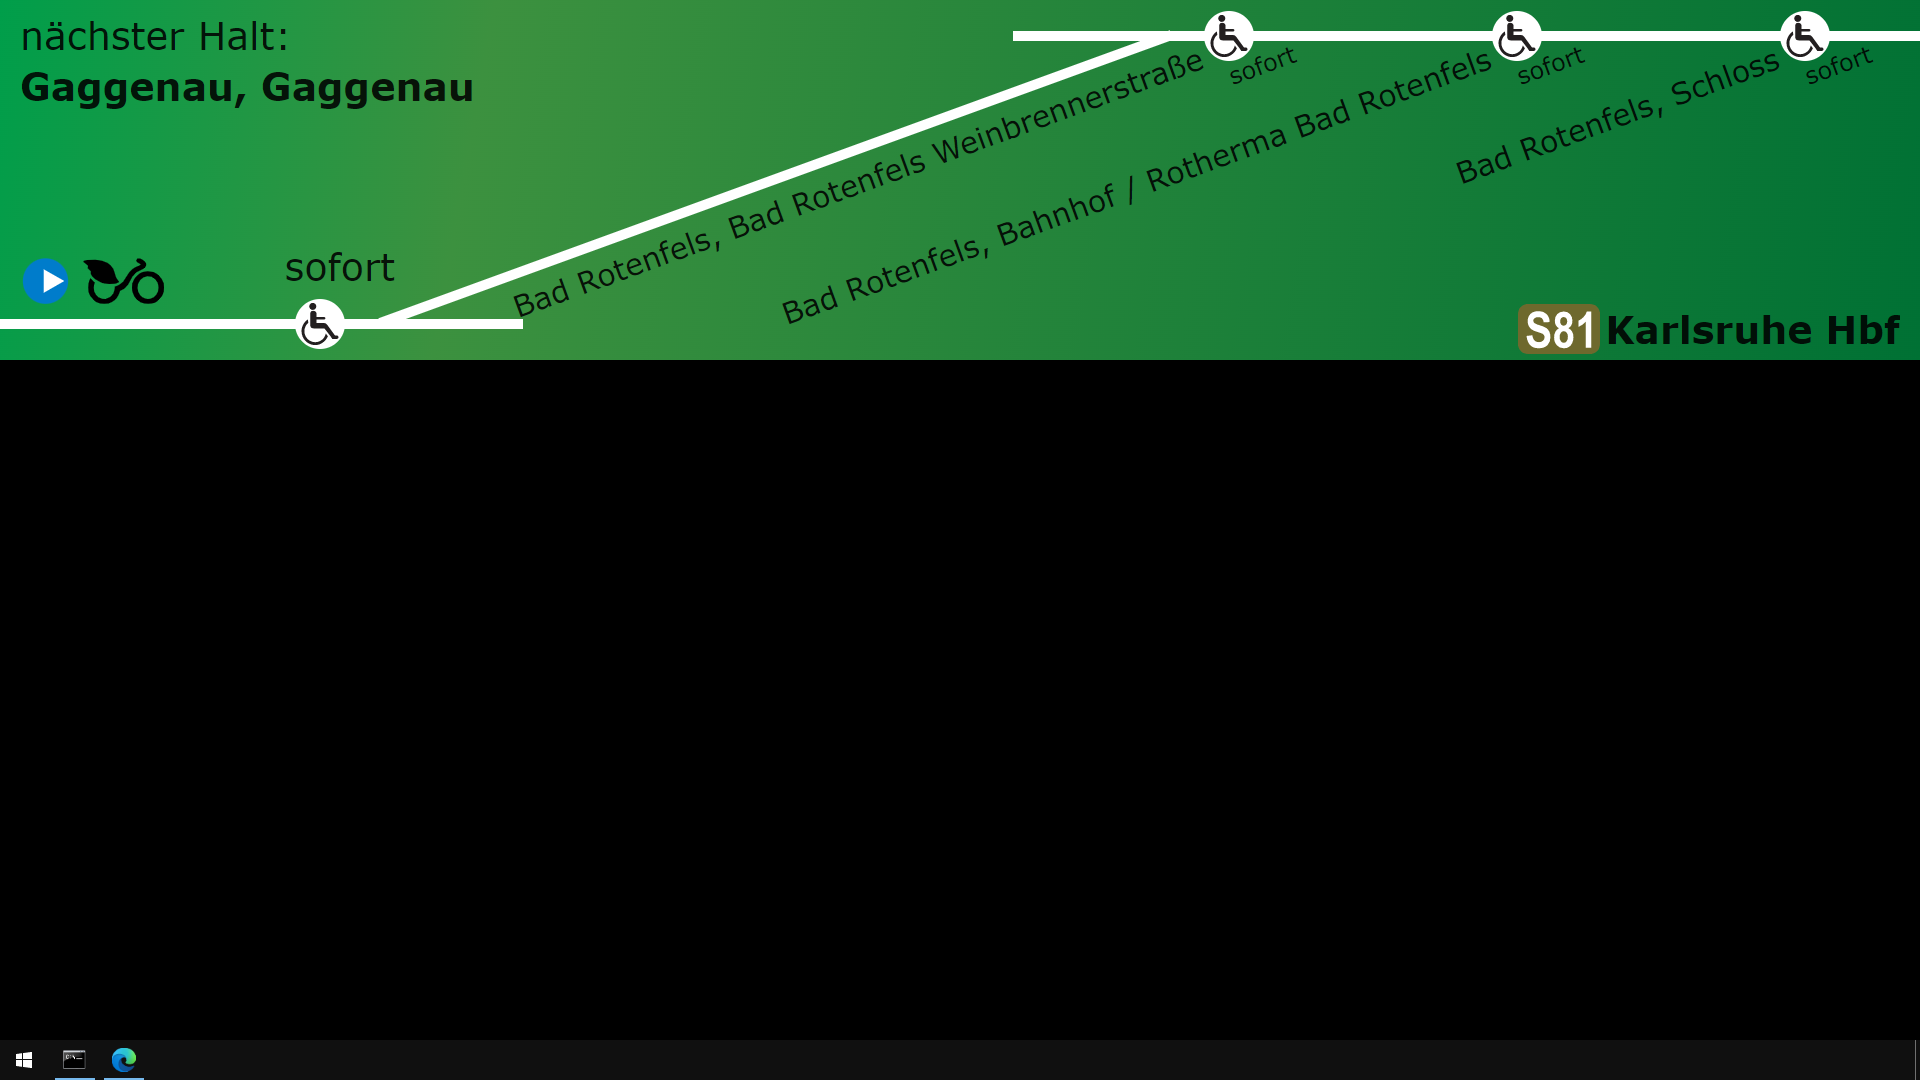 nächster Halt:
Gaggenau, Gaggenau
sofort
Bad Rotenfels, Bad Rotenfels Weinbrennerstraße
sofort
Bad Rotenfels, Bahnhof / Rotherma Bad Rotenfels
sofort
Bad Rotenfels, Schloss
sofort
S81 Karlsruhe Hbf